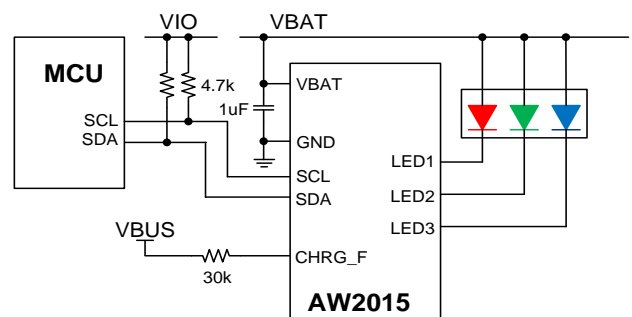 VIO
VBAT
MCU
4.7k
VBAT
1uF
SCL
SDA
GND
LED1
SCL
LED2
SDA
LED3
VBUS
CHRG_F
30k
AW2015